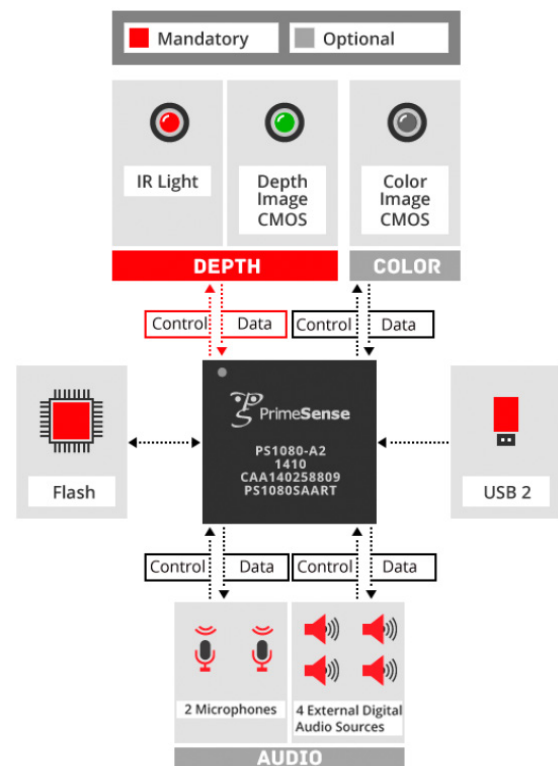 Mandatory
Optional
IR Light
Depth
Image
CMOS
Color
Image
CMOS
DEPTH
COLOR
Control
Data
Control
Data
Flash
PS PrimeSense
PS1080-A2
1410
CAA140258809
PS1080SAART
USB 2
Control
Data
Control
Data
2 Microphones
4 External Digital
Audio Sources
AUDIO